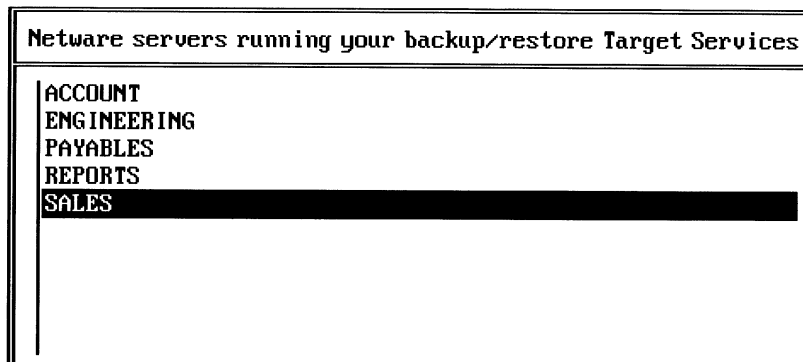 Netware servers running your backup/restore Target Services
ACCOUNT
ENGINEERING
PAYABLES
REPORTS
SALES